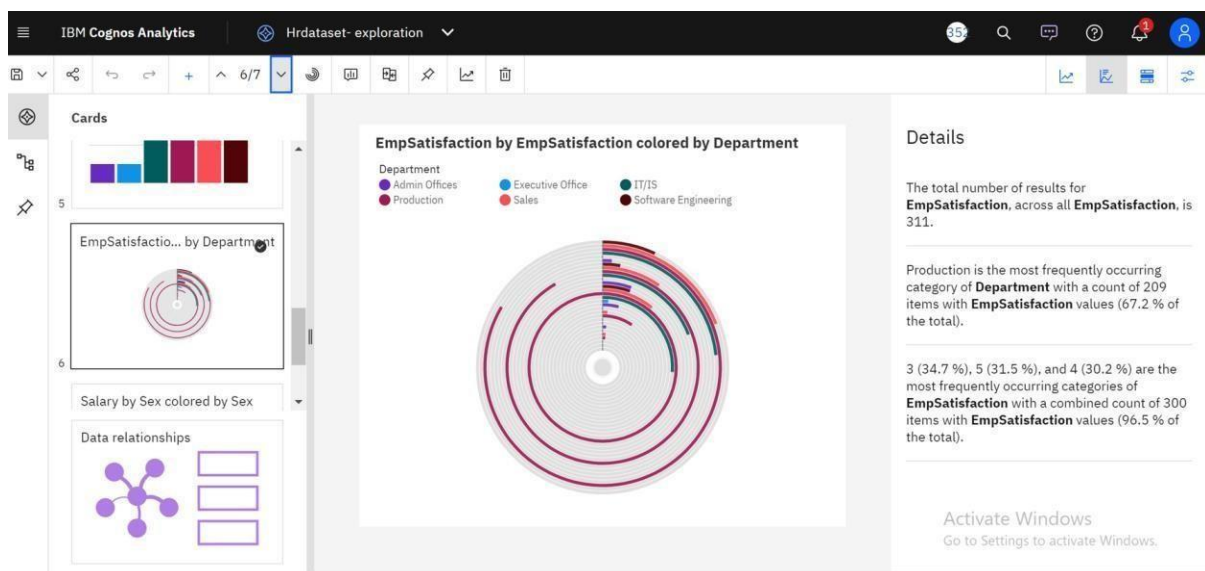 IBM Cognos Analytics
Hrdataset- exploration
352
1
6/7
Cards
5
EmpSatisfactio... by Department
6
Salary by Sex colored by Sex
Data relationships
EmpSatisfaction by EmpSatisfaction colored by Department
Department
Admin Offices Executive Office IT/IS
Production Sales Software Engineering
Details
The total number of results for
EmpSatisfaction, across all EmpSatisfaction, is
311.
Production is the most frequently occurring
category of Department with a count of 209
items with EmpSatisfaction values (67.2 % of
the total).
3 (34.7 %), 5 (31.5 %), and 4 (30.2 %) are the
most frequently occurring categories of
EmpSatisfaction with a combined count of 300
items with EmpSatisfaction values (96.5 % of
the total).
Activate Windows
Go to Settings to activate Windows.